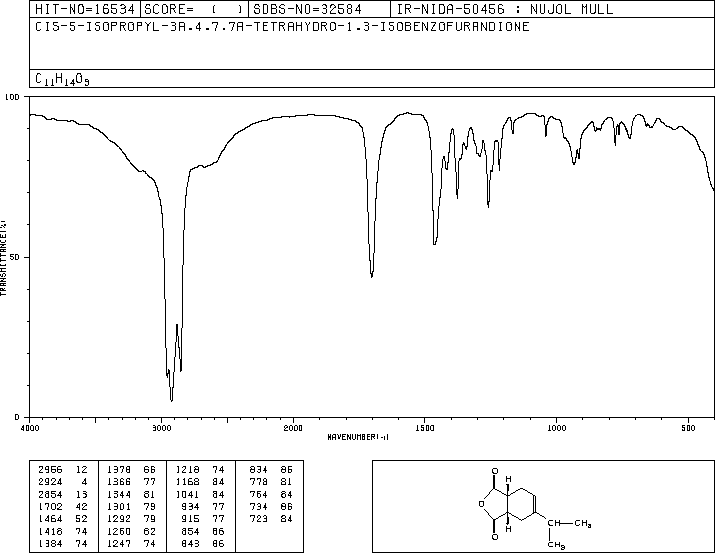 HIT-NO=16534 SCORE= (   ) SDBS-NO=32584 IR-NIDA-50456 : NUJOL MULL
CIS-5-ISOPROPYL-3A,4,7,7A-TETRAHYDRO-1,3-ISOBENZOFURANDIONE
C11H14O3
100
50
0
TRANSMITTANCE(%)
4000 3000 2000 1500 1000 500
WAVENUMBER(-1)
2966 12 1378 66 1218 74 834 86
2924 4 1366 77 1168 84 778 81
2854 13 1344 81 1041 84 764 84
1702 42 1301 79 934 77 734 86
1464 52 1292 79 915 77 723 84
1416 74 1260 62 854 86
1384 74 1247 74 843 86
O
H
O
H
O
CH—CH3
CH3